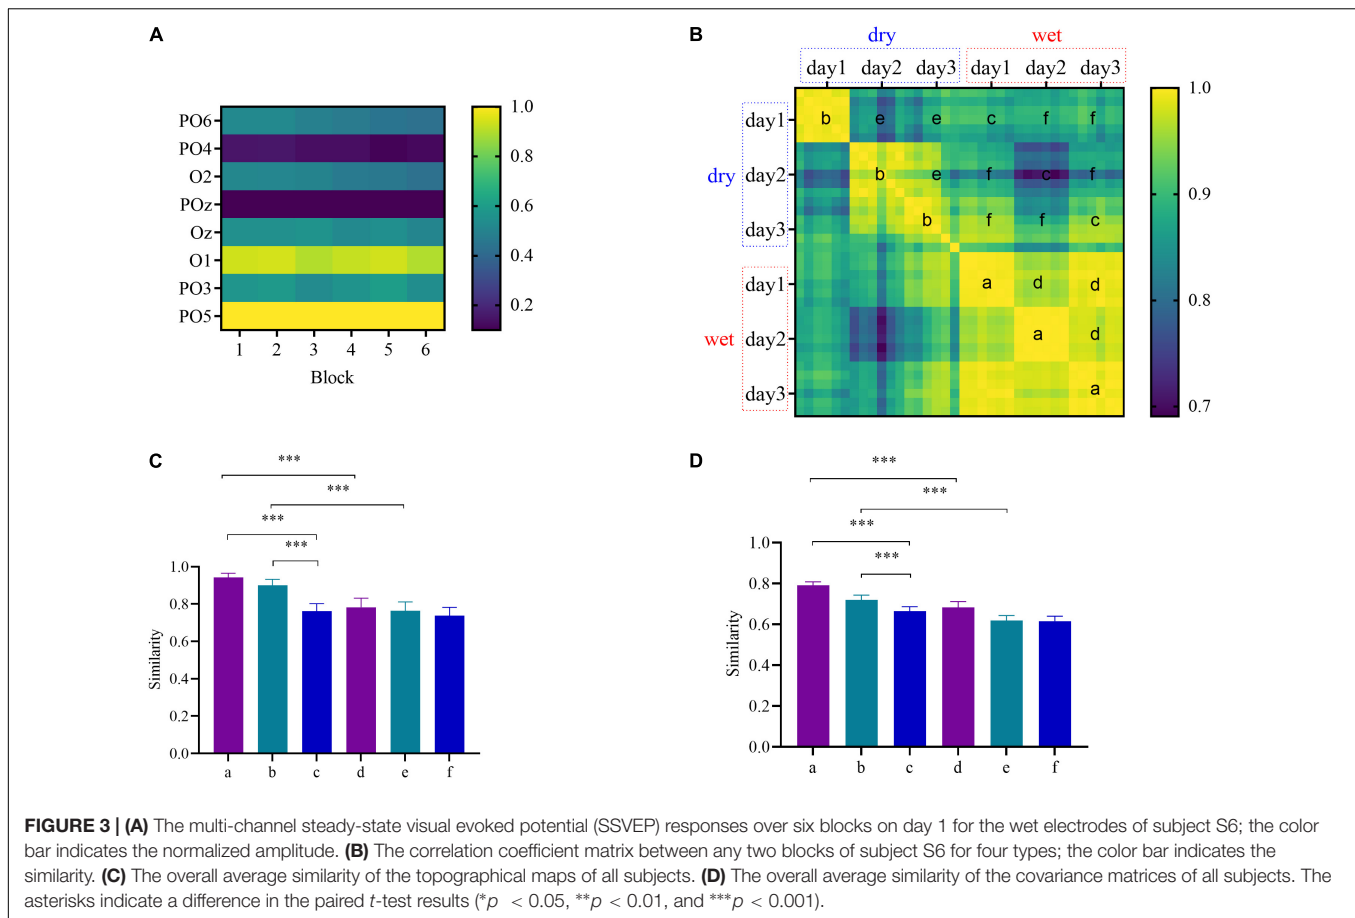 A
PO6
PO4
O2
POz
Oz
O1
PO3
PO5
1 2 3 4 5 6
Block
1.0
0.8
0.6
0.4
0.2
B
dry wet
day1 day2 day3 day1 day2 day3
dry
day1
day2
day3
wet
day1
day2
day3
b e e c f f
b e f c f
b f f c
a d d
a d
a
1.0
0.9
0.8
0.7
C
***
***
***
***
Similarity
1.0
0.8
0.6
0.4
0.2
0.0
a b c d e f
D
***
***
***
***
Similarity
1.0
0.8
0.6
0.4
0.2
0.0
a b c d e f
FIGURE 3 | (A) The multi-channel steady-state visual evoked potential (SSVEP) responses over six blocks on day 1 for the wet electrodes of subject S6; the color
bar indicates the normalized amplitude. (B) The correlation coefficient matrix between any two blocks of subject S6 for four types; the color bar indicates the
similarity. (C) The overall average similarity of the topographical maps of all subjects. (D) The overall average similarity of the covariance matrices of all subjects. The
asterisks indicate a difference in the paired t-test results (*p < 0.05, **p < 0.01, and ***p < 0.001).